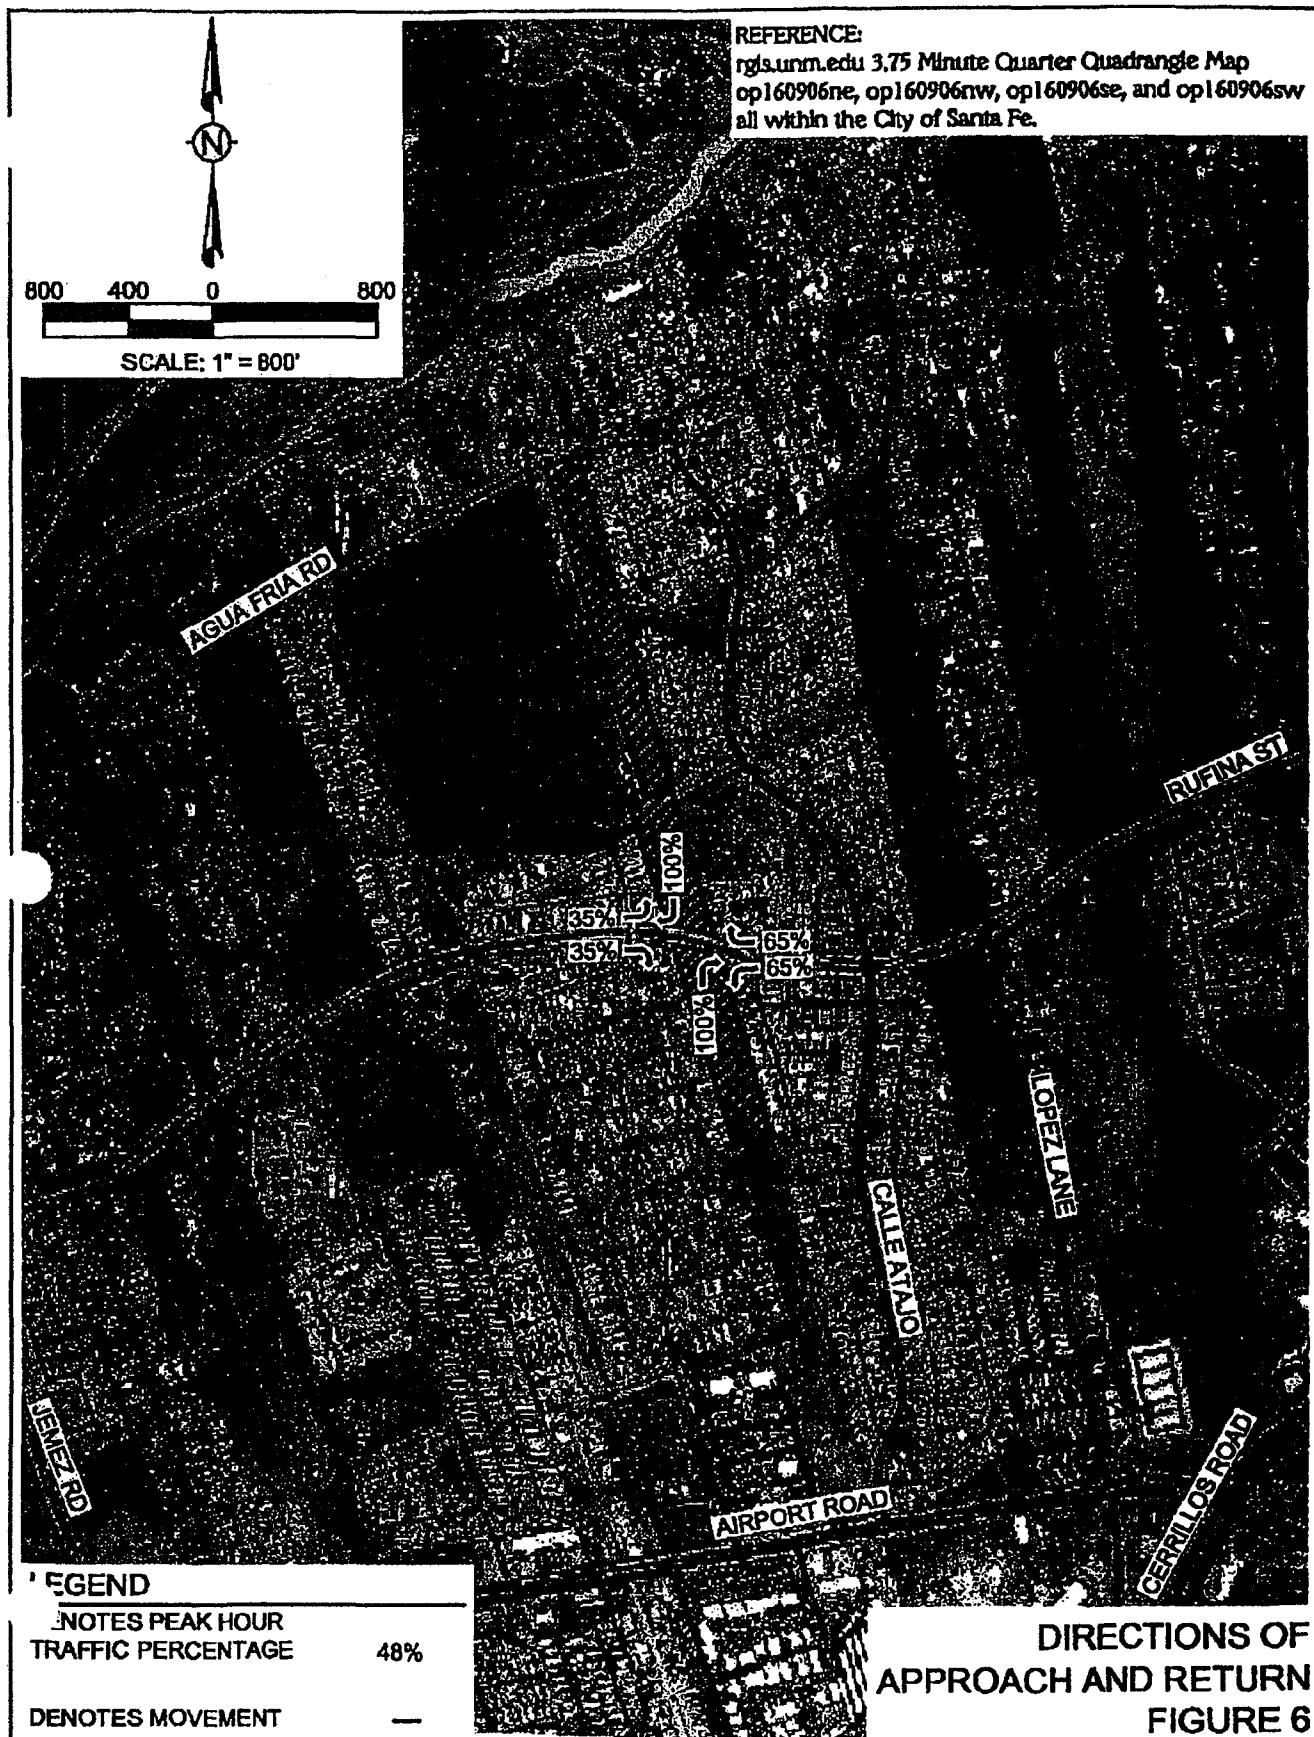 REFERENCE:
rgis.unm.edu 3.75 Minute Quarter Quadrangle Map
op160906ne, op160906nw, op160906se, and op160906sw
all within the City of Santa Fe.
N
800 400 0 800
SCALE: 1" = 800'
AGUA FRIA RD
RUFINA ST
100%
35%
35%
65%
65%
100%
LOPEZ LANE
CALLE ATAJO
JEMEZ RD
AIRPORT ROAD
CERRILLOS ROAD
EGEND
NOTES PEAK HOUR
TRAFFIC PERCENTAGE 48%
DENOTES MOVEMENT
DIRECTIONS OF
APPROACH AND RETURN
FIGURE 6